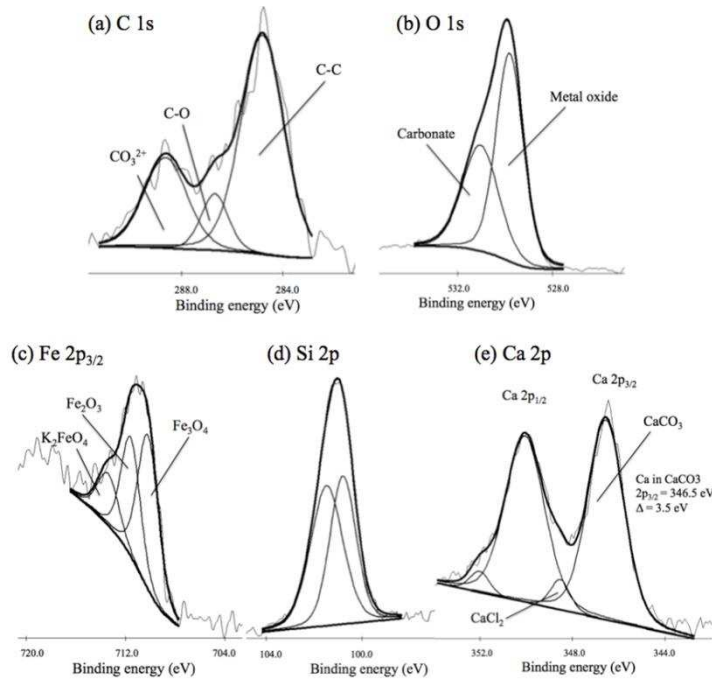 (a) C 1s
C-C
C-O
CO₃²⁺
288.0
284.0
Binding energy (eV)
(b) O 1s
Metal oxide
Carbonate
532.0
528.0
Binding energy (eV)
(c) Fe 2p₃/₂
Fe₂O₃
K₂FeO₄
Fe₃O₄
720.0
712.0
704.0
Binding energy (eV)
(d) Si 2p
104.0
100.0
Binding energy (eV)
(e) Ca 2p
Ca 2p₁/₂
Ca 2p₃/₂
CaCO₃
Ca in CaCO3
2p₃/₂ = 346.5 eV
Δ = 3.5 eV
CaCl₂
352.0
348.0
344.0
Binding energy (eV)